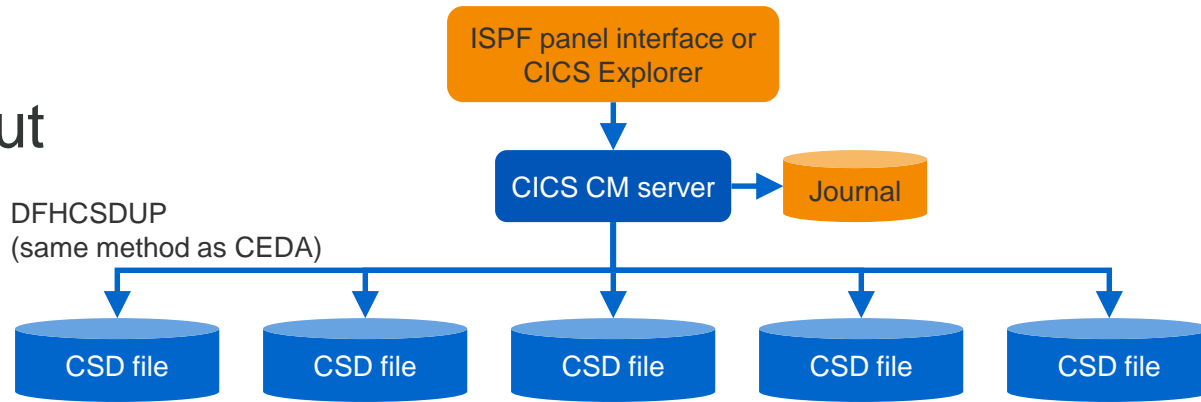 ISPF panel interface or
CICS Explorer
ut
CICS CM server
Journal
DFHCSDUP
(same method as CEDA)
CSD file
CSD file
CSD file
CSD file
CSD file